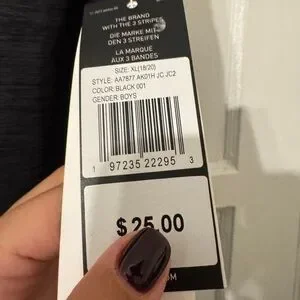 THE BRAND
WITH THE 3 STRIPES
DIE MARKE MIT
DEN 3 STREIFEN
LA MARQUE
AUX 3 BANDES
SIZE: XL(18/20)
STYLE: AA7877 AK01H JC JC2
COLOR: BLACK 001
GENDER: BOYS
1 97235 22295 3
$25.00
OM